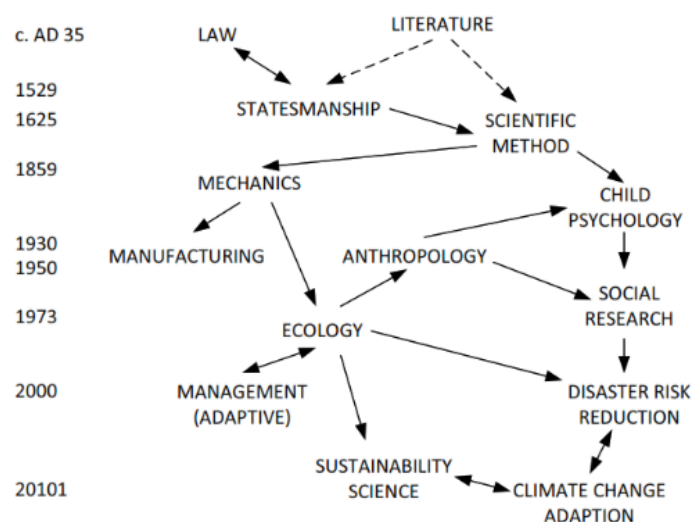 c. AD 35
LAW
LITERATURE
1529
STATESMANSHIP
1625
SCIENTIFIC
METHOD
1859
MECHANICS
CHILD
PSYCHOLOGY
1930
MANUFACTURING
ANTHROPOLOGY
1950
SOCIAL
RESEARCH
1973
ECOLOGY
2000
MANAGEMENT
(ADAPTIVE)
DISASTER RISK
REDUCTION
SUSTAINABILITY
SCIENCE
20101
CLIMATE CHANGE
ADAPTION